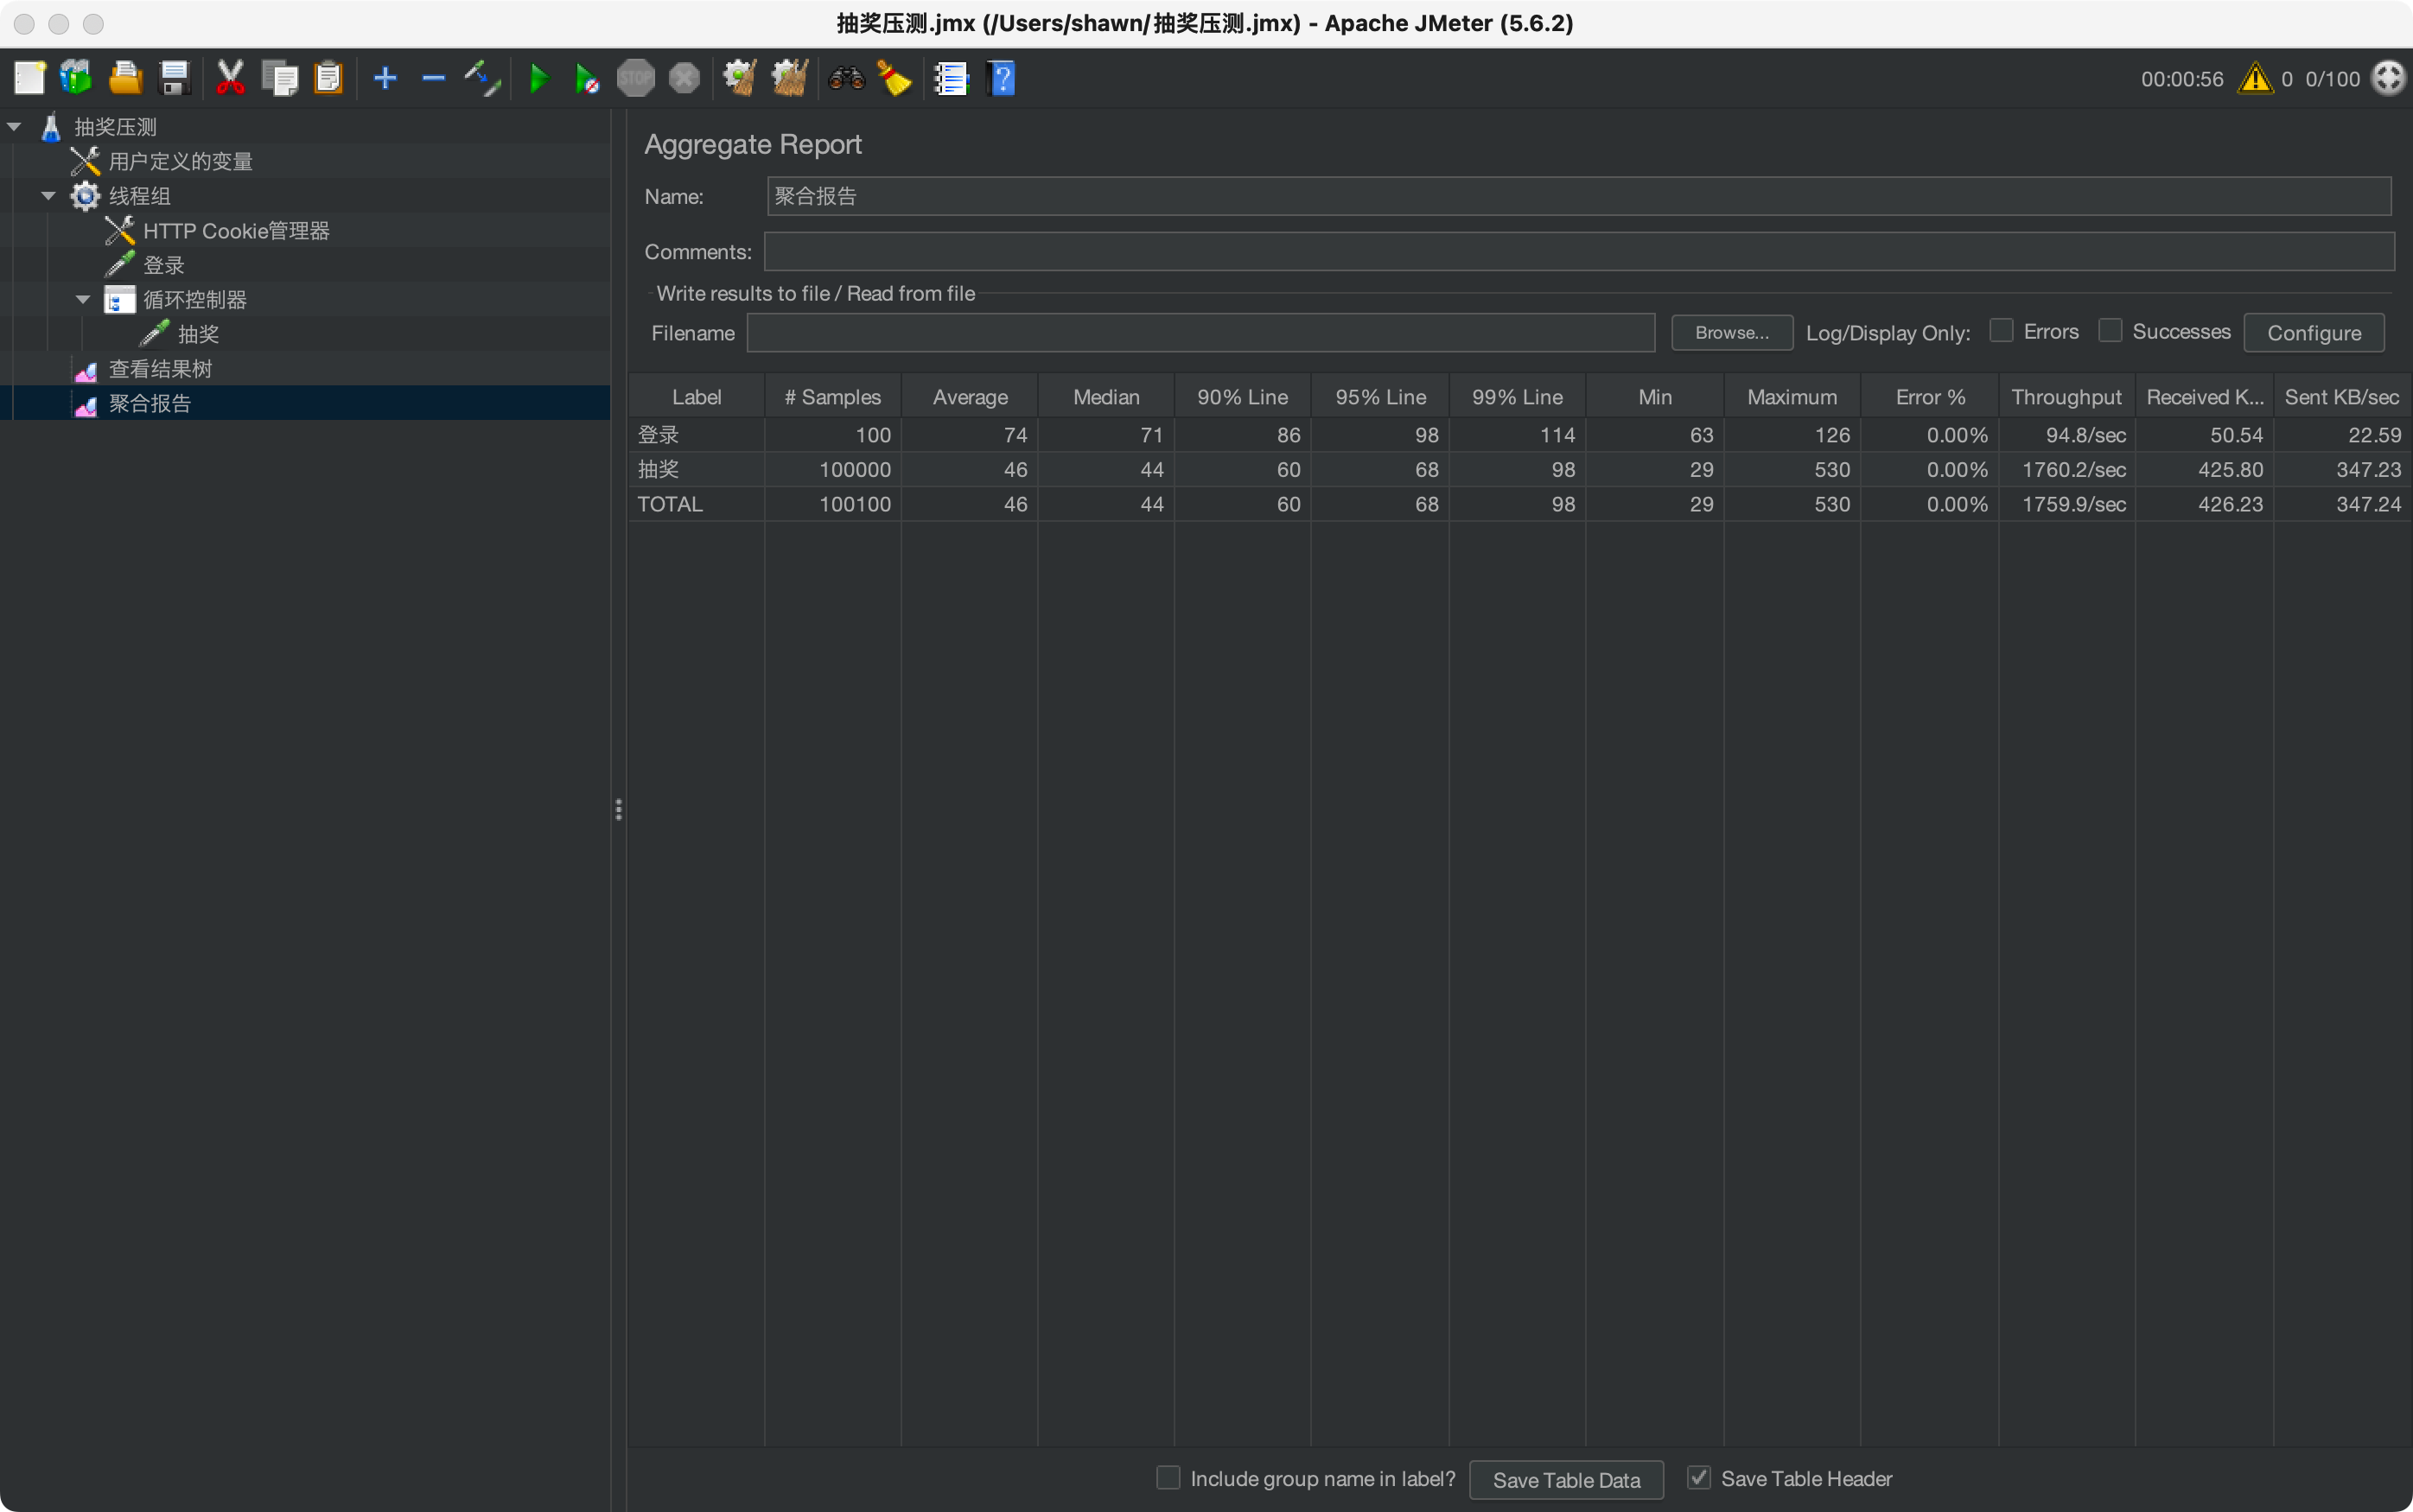 抽奖压测.jmx (/Users/shawn/抽奖压测.jmx) - Apache JMeter (5.6.2)
STOP
00:00:56 0 0/100
抽奖压测
用户定义的变量
线程组
HTTP Cookie管理器
登录
循环控制器
抽奖
查看结果树
聚合报告
Aggregate Report
Name: 聚合报告
Comments:
Write results to file / Read from file
Filename Browse... Log/Display Only: Errors Successes Configure
Label # Samples Average Median 90% Line 95% Line 99% Line Min Maximum Error % Throughput Received K... Sent KB/sec
登录 100 74 71 86 98 114 63 126 0.00% 94.8/sec 50.54 22.59
抽奖 100000 46 44 60 68 98 29 530 0.00% 1760.2/sec 425.80 347.23
TOTAL 100100 46 44 60 68 98 29 530 0.00% 1759.9/sec 426.23 347.24
Include group name in label? Save Table Data Save Table Header